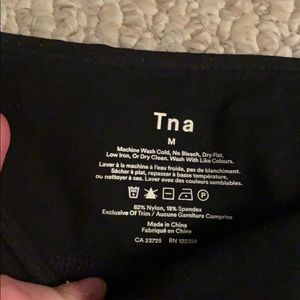 Tna
M
Machine Wash Cold, No Bleach, Dry Flat,
Low Iron, Or Dry Clean. Wash With Like Colours.
Laver à la machine à l'eau froide, pas de blanchiment.
Sécher à plat, repasser à basse température,
ou nettoyer à sec. Laver avec des couleurs semblables.
82% Nylon, 18% Spandex
Exclusive Of Trim / Aucune Garniture Comprise
Made in China
Fabriqué en Chine
CA 23725 RN 122394